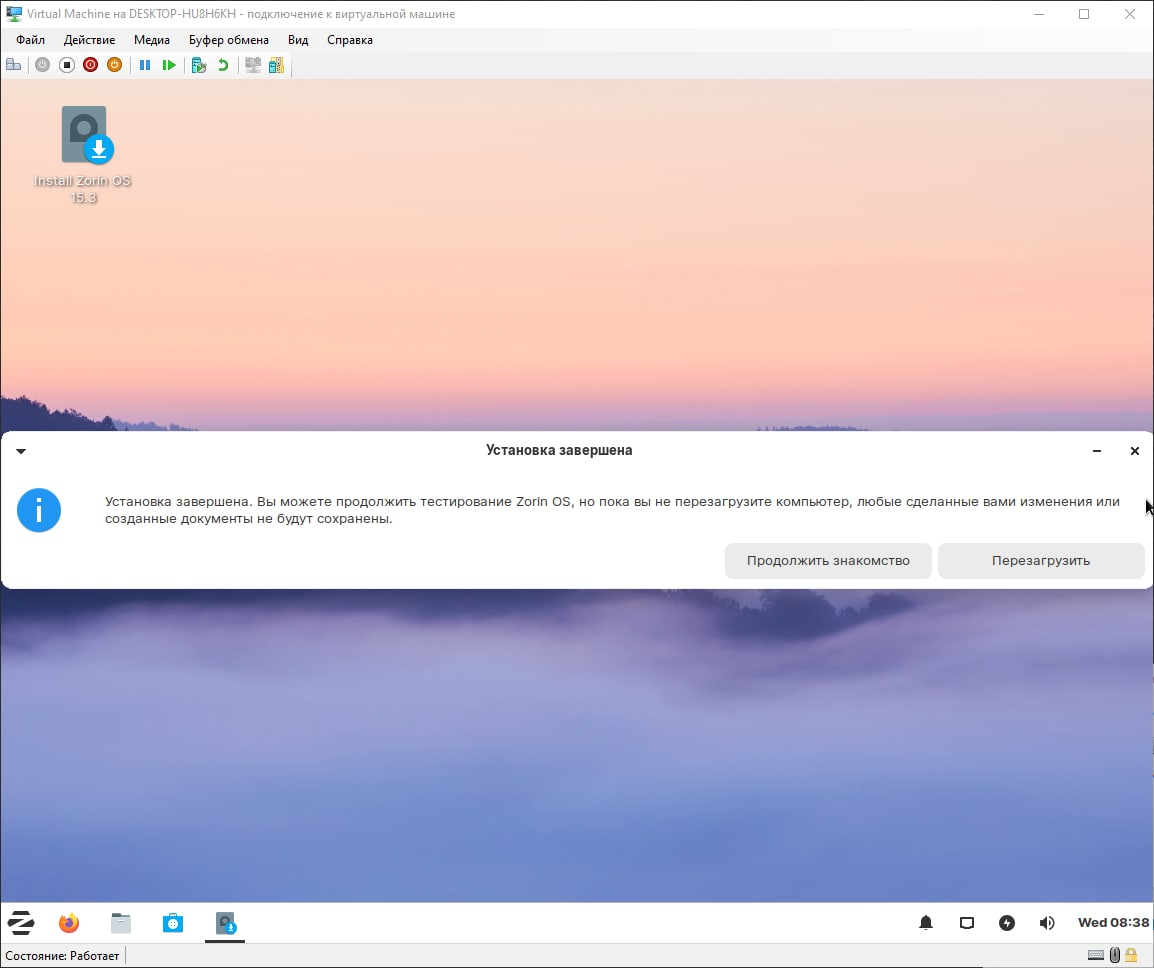 Virtual Machine на DESKTOP-HU8H6KH - подключение к виртуальной машине
Файл Действие Медиа Буфер обмена Вид Справка
Install Zorin OS
15.3
Установка завершена
Установка завершена. Вы можете продолжить тестирование Zorin OS, но пока вы не перезагрузите компьютер, любые сделанные вами изменения или
созданные документы не будут сохранены.
Продолжить знакомство Перезагрузить
Wed 08:38
Состояние: Работает